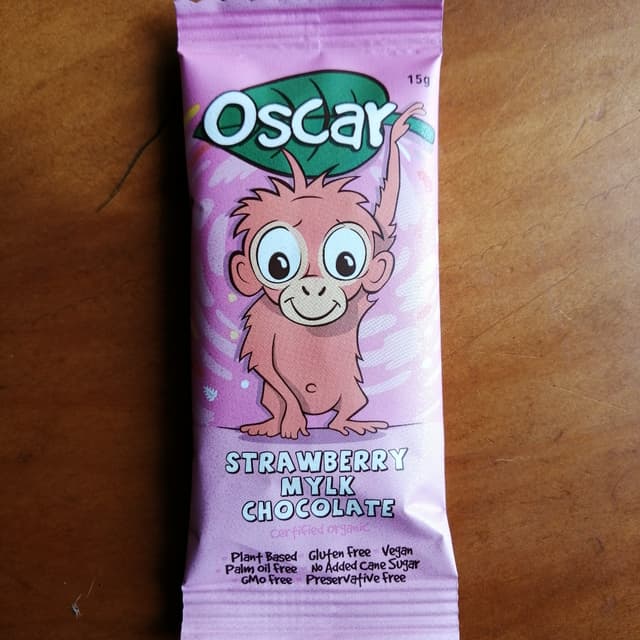 15g
Oscar
STRAWBERRY
MYLK
CHOCOLATE
Certified Organic
Plant Based Gluten Free Vegan
Palm oil Free No Added Cane Sugar
GMO Free Preservative Free